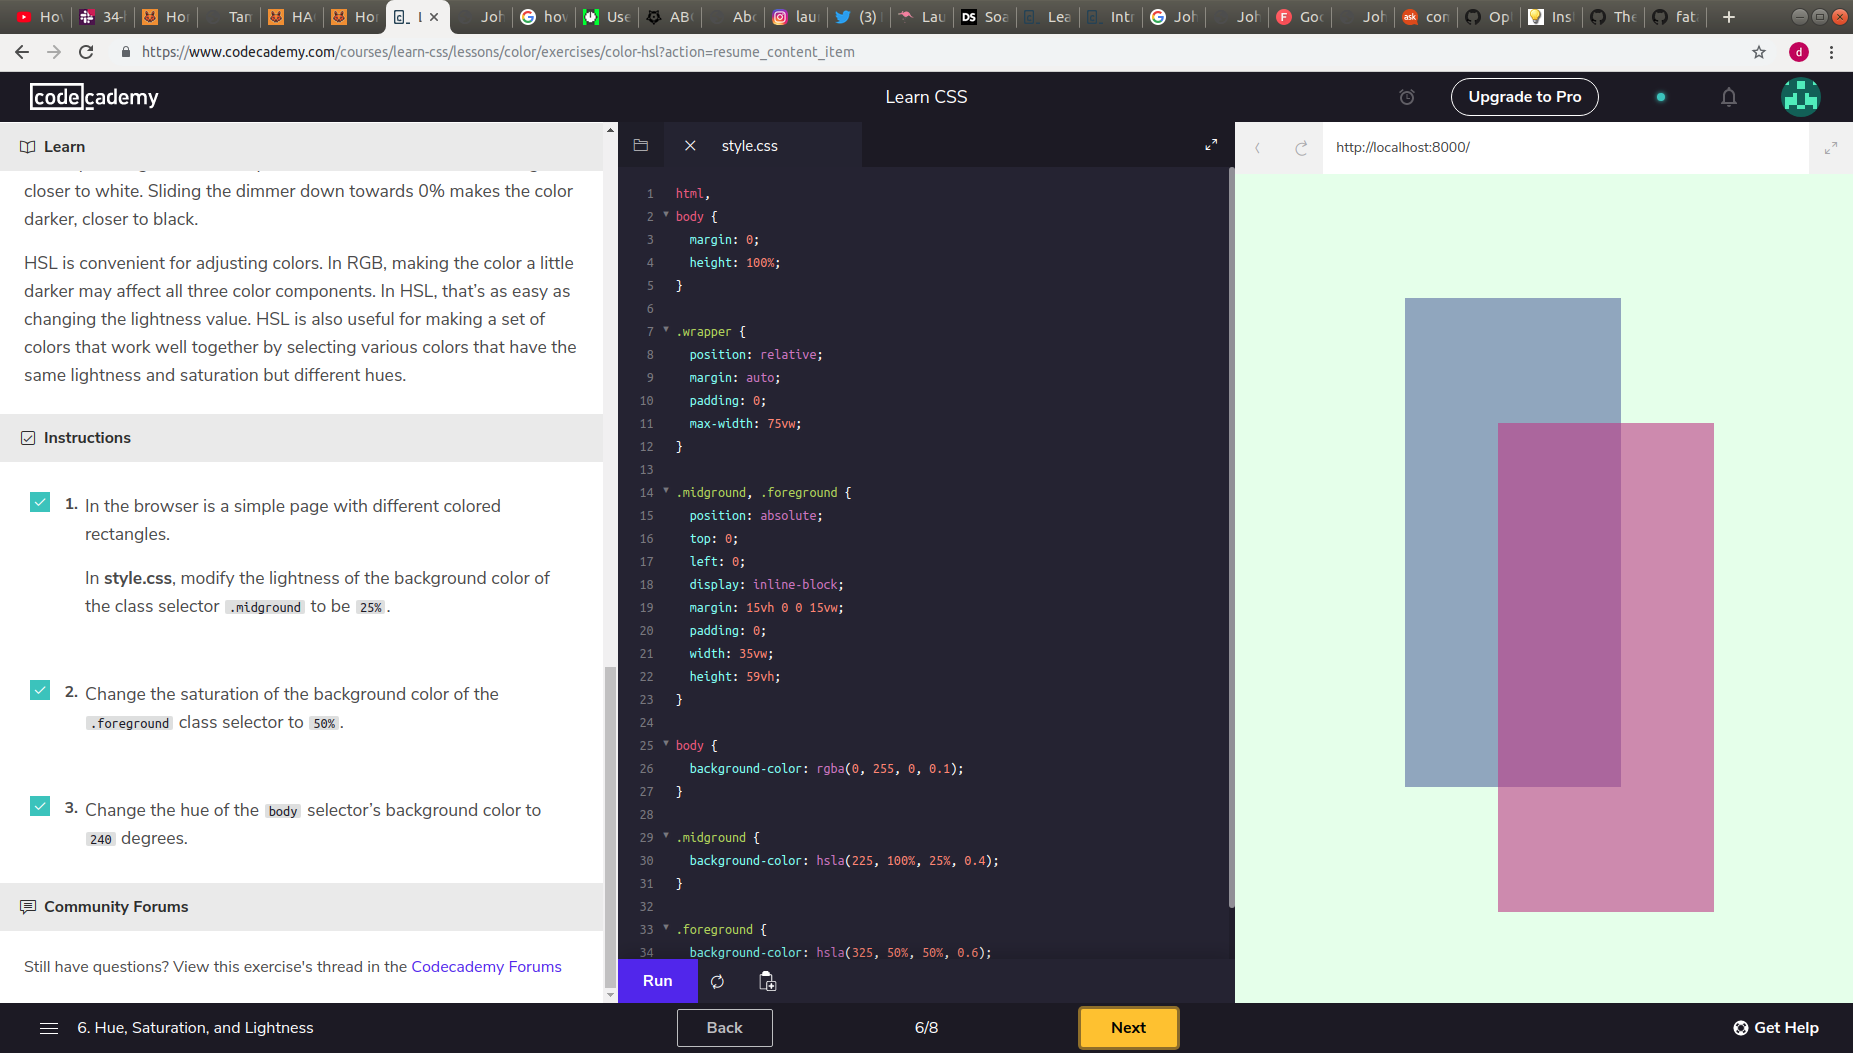 Hov
34-
Hor
Tam
HA
Hor
L
Joh
hov
Use
AB
Abo
lau
(3)
Lau
DS
Soa
Lea
Intr
Joh
Joh
Goo
Joh
ask
con
Opi
Ins
The
fat
https://www.codecademy.com/courses/learn-css/lessons/color/exercises/color-hsl?action=resume_content_item
d
codecademy
Learn CSS
Upgrade to Pro
Learn
closer to white. Sliding the dimmer down towards 0% makes the color
darker, closer to black.
HSL is convenient for adjusting colors. In RGB, making the color a little
darker may affect all three color components. In HSL, that’s as easy as
changing the lightness value. HSL is also useful for making a set of
colors that work well together by selecting various colors that have the
same lightness and saturation but different hues.
Instructions
1. In the browser is a simple page with different colored
rectangles.
In style.css, modify the lightness of the background color of
the class selector .midground to be 25%.
2. Change the saturation of the background color of the
.foreground class selector to 50%.
3. Change the hue of the body selector’s background color to
240 degrees.
Community Forums
Still have questions? View this exercise's thread in the Codecademy Forums
style.css
1 html,
2 body {
3 margin: 0;
4 height: 100%;
5 }
6
7 .wrapper {
8 position: relative;
9 margin: auto;
10 padding: 0;
11 max-width: 75vw;
12 }
13
14 .midground, .foreground {
15 position: absolute;
16 top: 0;
17 left: 0;
18 display: inline-block;
19 margin: 15vh 0 0 15vw;
20 padding: 0;
21 width: 35vw;
22 height: 59vh;
23 }
24
25 body {
26 background-color: rgba(0, 255, 0, 0.1);
27 }
28
29 .midground {
30 background-color: hsla(225, 100%, 25%, 0.4);
31 }
32
33 .foreground {
34 background-color: hsla(325, 50%, 50%, 0.6);
Run
http://localhost:8000/
6. Hue, Saturation, and Lightness
Back
6/8
Next
Get Help